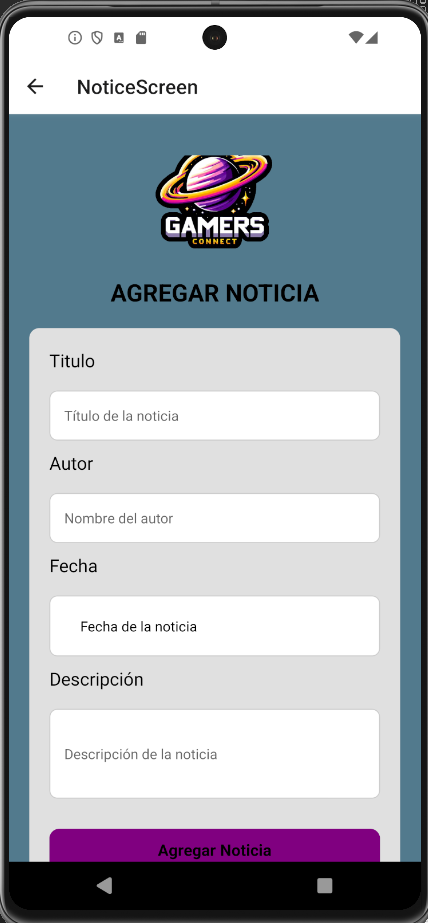 NoticeScreen
GAMERS
CONNECT
AGREGAR NOTICIA
Titulo
Título de la noticia
Autor
Nombre del autor
Fecha
Fecha de la noticia
Descripción
Descripción de la noticia
Agregar Noticia